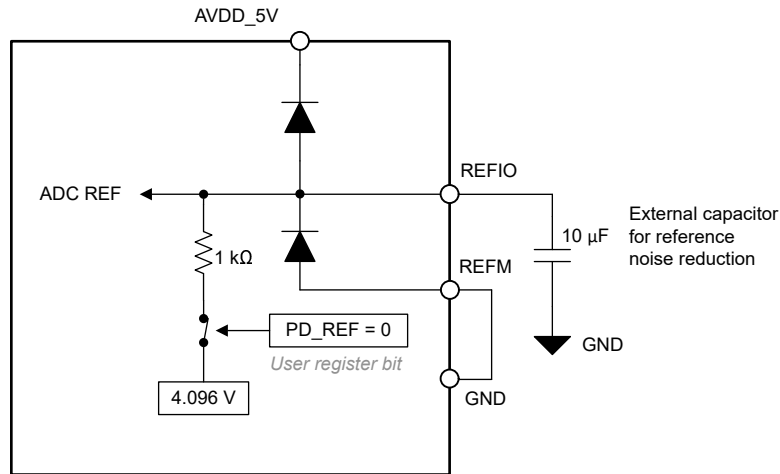 AVDD_5V
REFIO
ADC REF
10 µF
External capacitor
for reference
noise reduction
1 kΩ
REFM
PD_REF = 0
GND
User register bit
4.096 V
GND